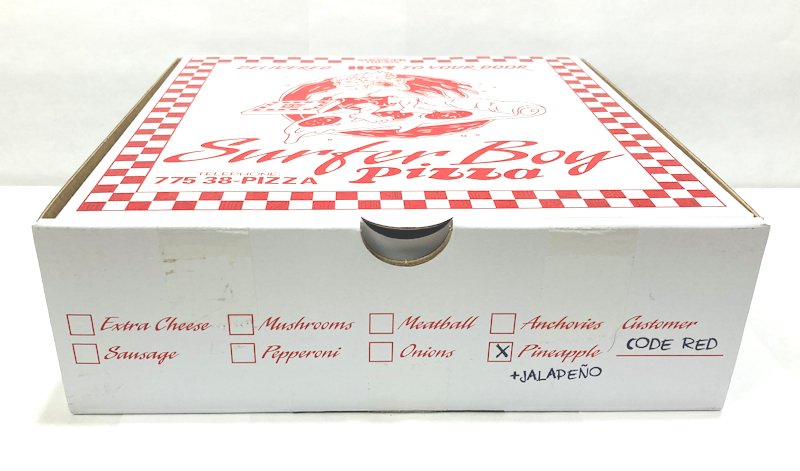 DELIVERED HOT TO YOUR DOOR
Surfer Boy
Pizza
TELEPHONE
775 38-PIZZA
Extra Cheese Mushrooms Meatball Anchovies Customer
Sausage Pepperoni Onions Pineapple CODE RED
+JALAPEÑO